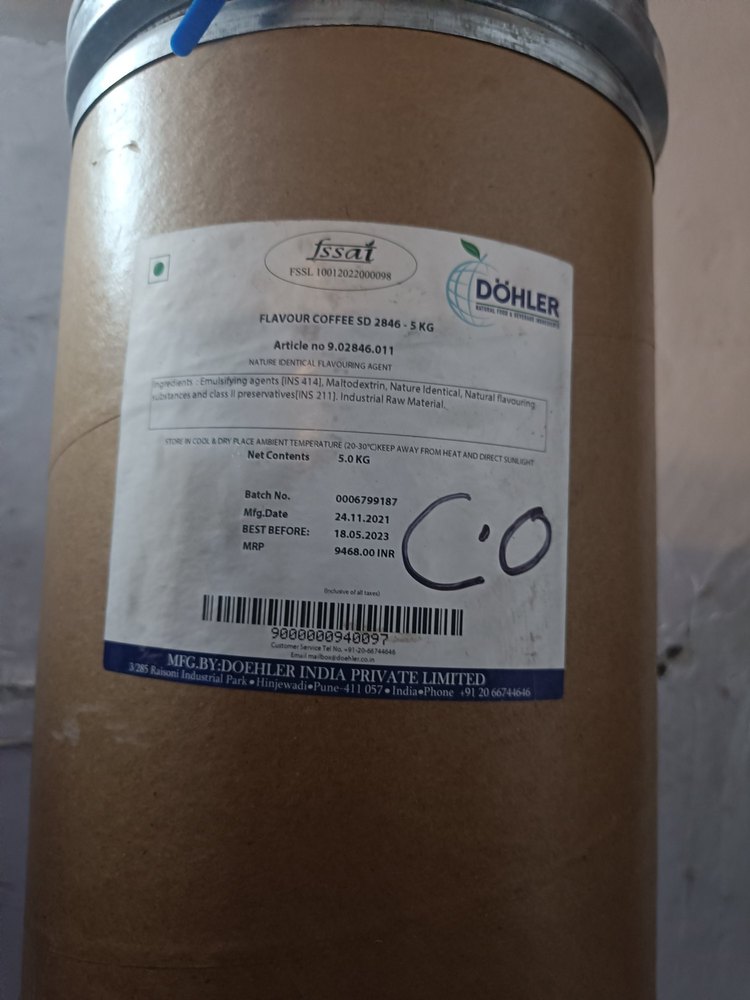 fssai
FSSL 10012022000098
DÖHLER
NATURAL FOOD & BEVERAGE INGREDIENTS
FLAVOUR COFFEE SD 2846 - 5 KG
Article no 9.02846.011
NATURE IDENTICAL FLAVOURING AGENT
Ingredients : Emulsifying agents [INS 414], Maltodextrin, Nature Identical, Natural flavouring
substances and class II preservatives[INS 211]. Industrial Raw Material.
STORE IN COOL & DRY PLACE AMBIENT TEMPERATURE (20-30°C)KEEP AWAY FROM HEAT AND DIRECT SUNLIGHT
Net Contents 5.0 KG
Batch No. 0006799187
Mfg.Date 24.11.2021
BEST BEFORE: 18.05.2023
MRP 9468.00 INR
C.O
(Inclusive of all taxes)
9000000940097
Customer Service Tel No. +91-20-66744646
Email mailbox@doehler.co.in
MFG.BY:DOEHLER INDIA PRIVATE LIMITED
3/285 Raisoni Industrial Park • Hinjewadi•Pune-411 057 • India•Phone +91 20 66744646